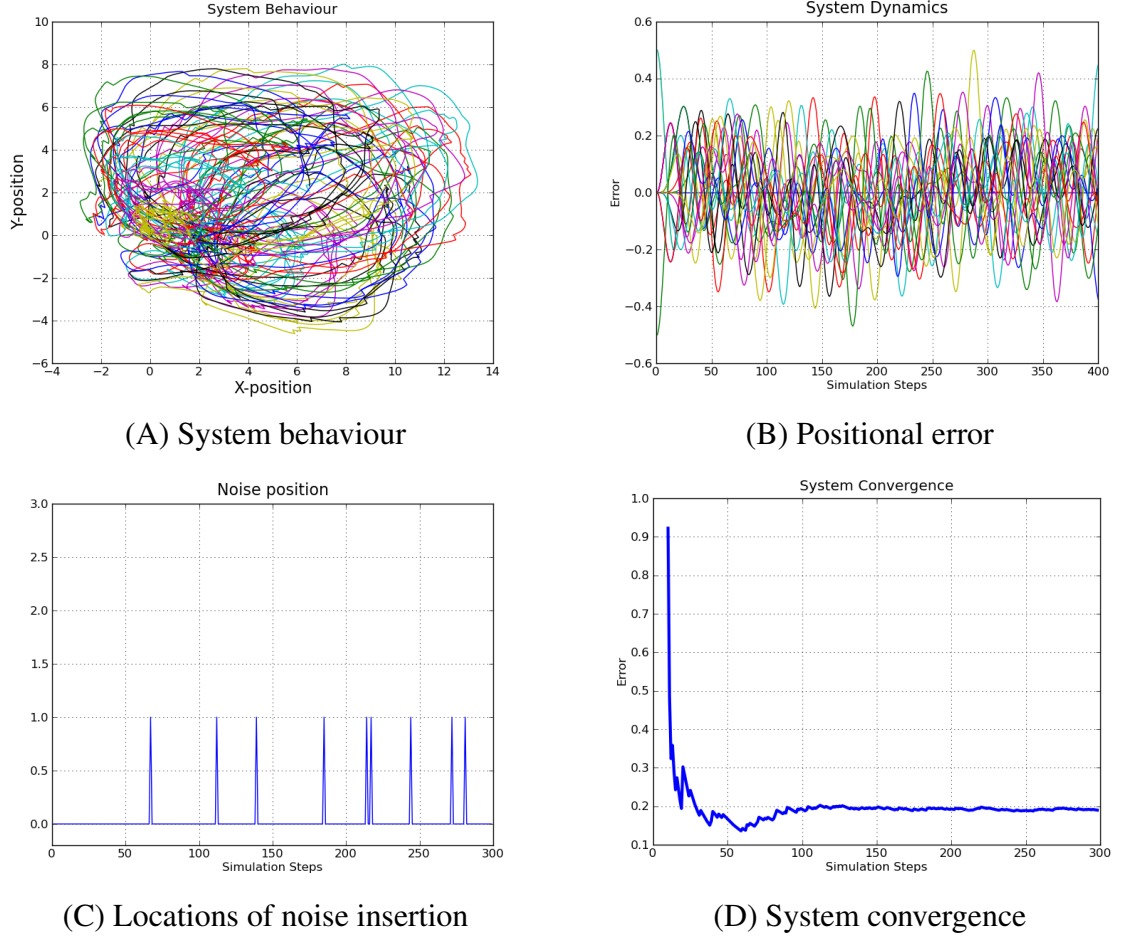 System Behaviour
10
8
6
4
2
0
−2
−4
−6
Y-position
−4 −2 0 2 4 6 8 10 12 14
X-position
(A) System behaviour
System Dynamics
0.6
0.4
0.2
0.0
−0.2
−0.4
−0.6
Error
0 50 100 150 200 250 300 350 400
Simulation Steps
(B) Positional error
Noise position
3.0
2.5
2.0
1.5
1.0
0.5
0.0
0 50 100 150 200 250 300
Simulation Steps
(C) Locations of noise insertion
System Convergence
1.0
0.9
0.8
0.7
0.6
0.5
0.4
0.3
0.2
0.1
Error
0 50 100 150 200 250 300
Simulation Steps
(D) System convergence